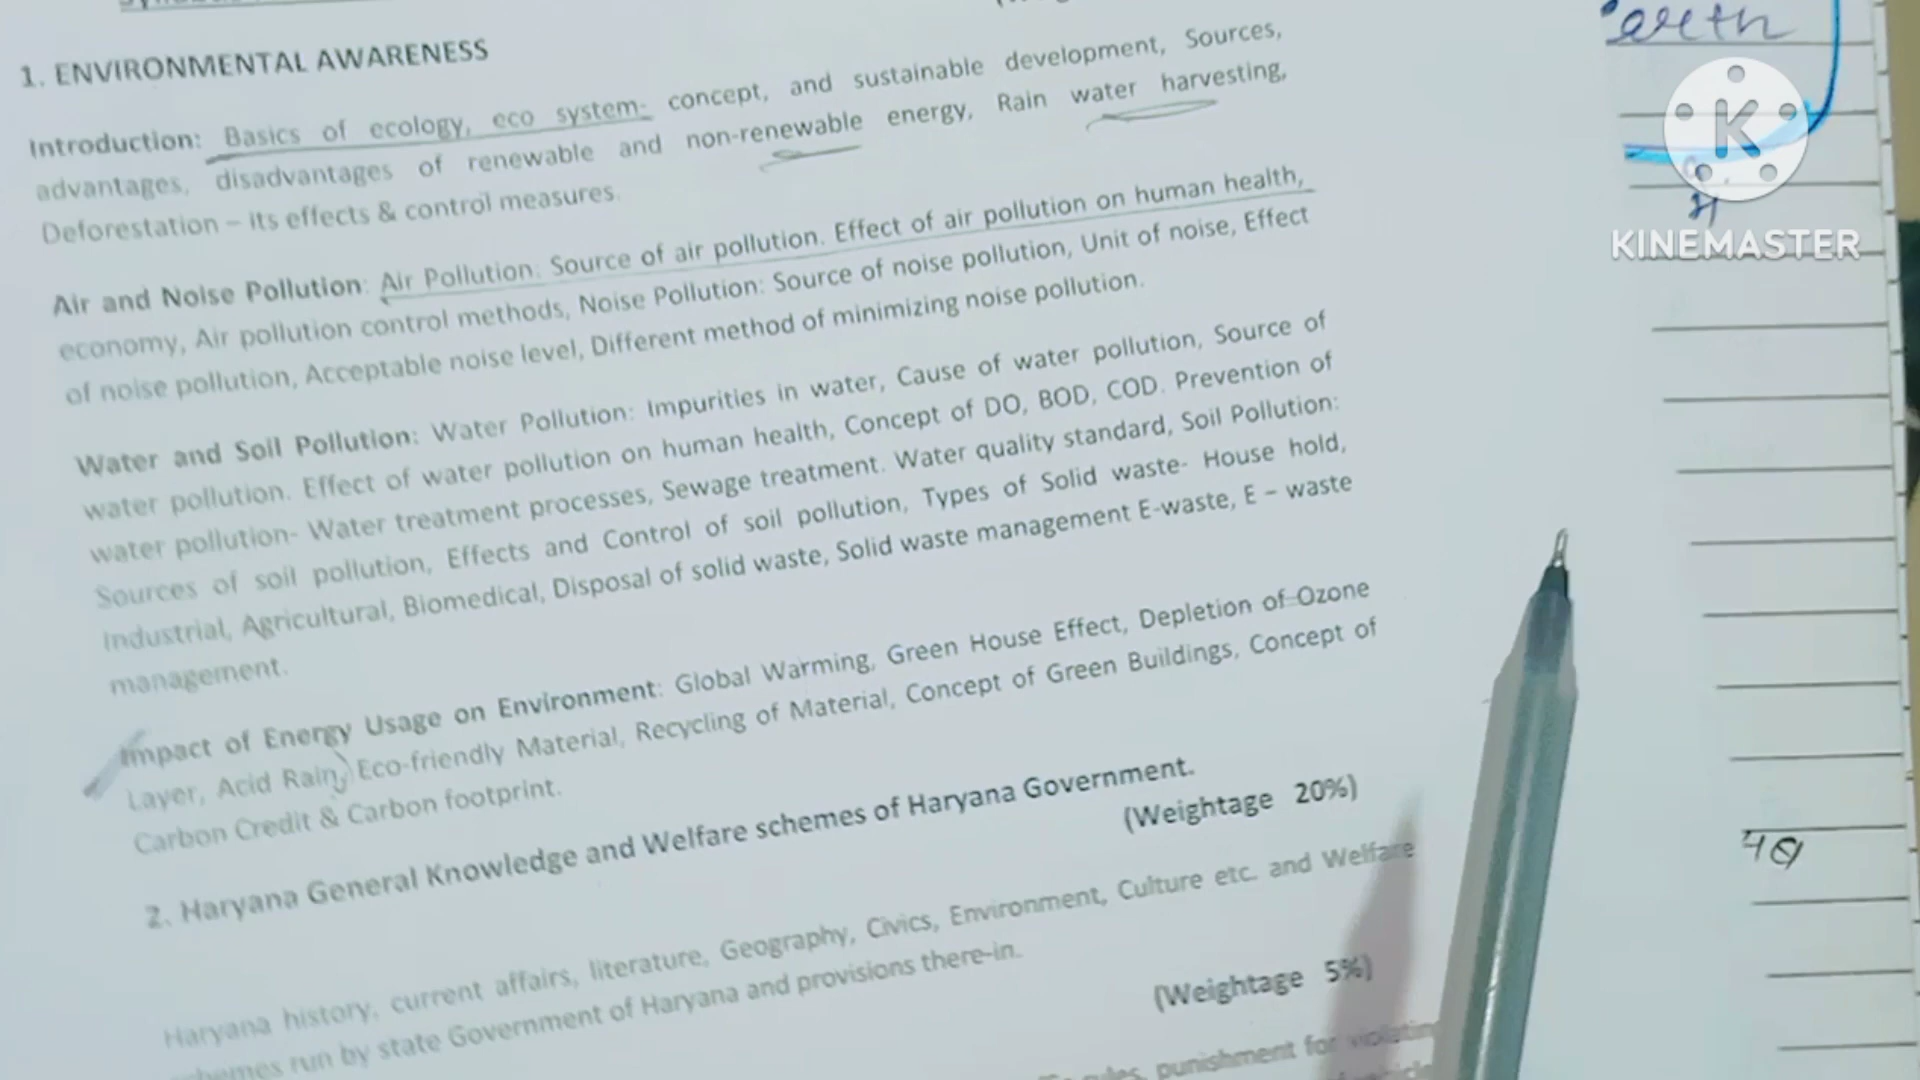 1. ENVIRONMENTAL AWARENESS
Introduction: Basics of ecology, eco system- concept, and sustainable development, Sources,
advantages, disadvantages of renewable and non-renewable energy, Rain water harvesting,
Deforestation – its effects & control measures.
Air and Noise Pollution: Air Pollution: Source of air pollution. Effect of air pollution on human health,
economy, Air pollution control methods, Noise Pollution: Source of noise pollution, Unit of noise, Effect
of noise pollution, Acceptable noise level, Different method of minimizing noise pollution.
Water and Soil Pollution: Water Pollution: Impurities in water, Cause of water pollution, Source of
water pollution. Effect of water pollution on human health, Concept of DO, BOD, COD. Prevention of
water pollution- Water treatment processes, Sewage treatment. Water quality standard, Soil Pollution:
Sources of soil pollution, Effects and Control of soil pollution, Types of Solid waste- House hold,
Industrial, Agricultural, Biomedical, Disposal of solid waste, Solid waste management E-waste, E – waste
management.
Impact of Energy Usage on Environment: Global Warming, Green House Effect, Depletion of Ozone
Layer, Acid Rain, Eco-friendly Material, Recycling of Material, Concept of Green Buildings, Concept of
Carbon Credit & Carbon footprint.
2. Haryana General Knowledge and Welfare schemes of Haryana Government.
(Weightage 20%)
Haryana history, current affairs, literature, Geography, Civics, Environment, Culture etc. and Welfare
schemes run by state Government of Haryana and provisions there-in.
(Weightage 5%)
rules, punishment for violating
K
KINEMASTER